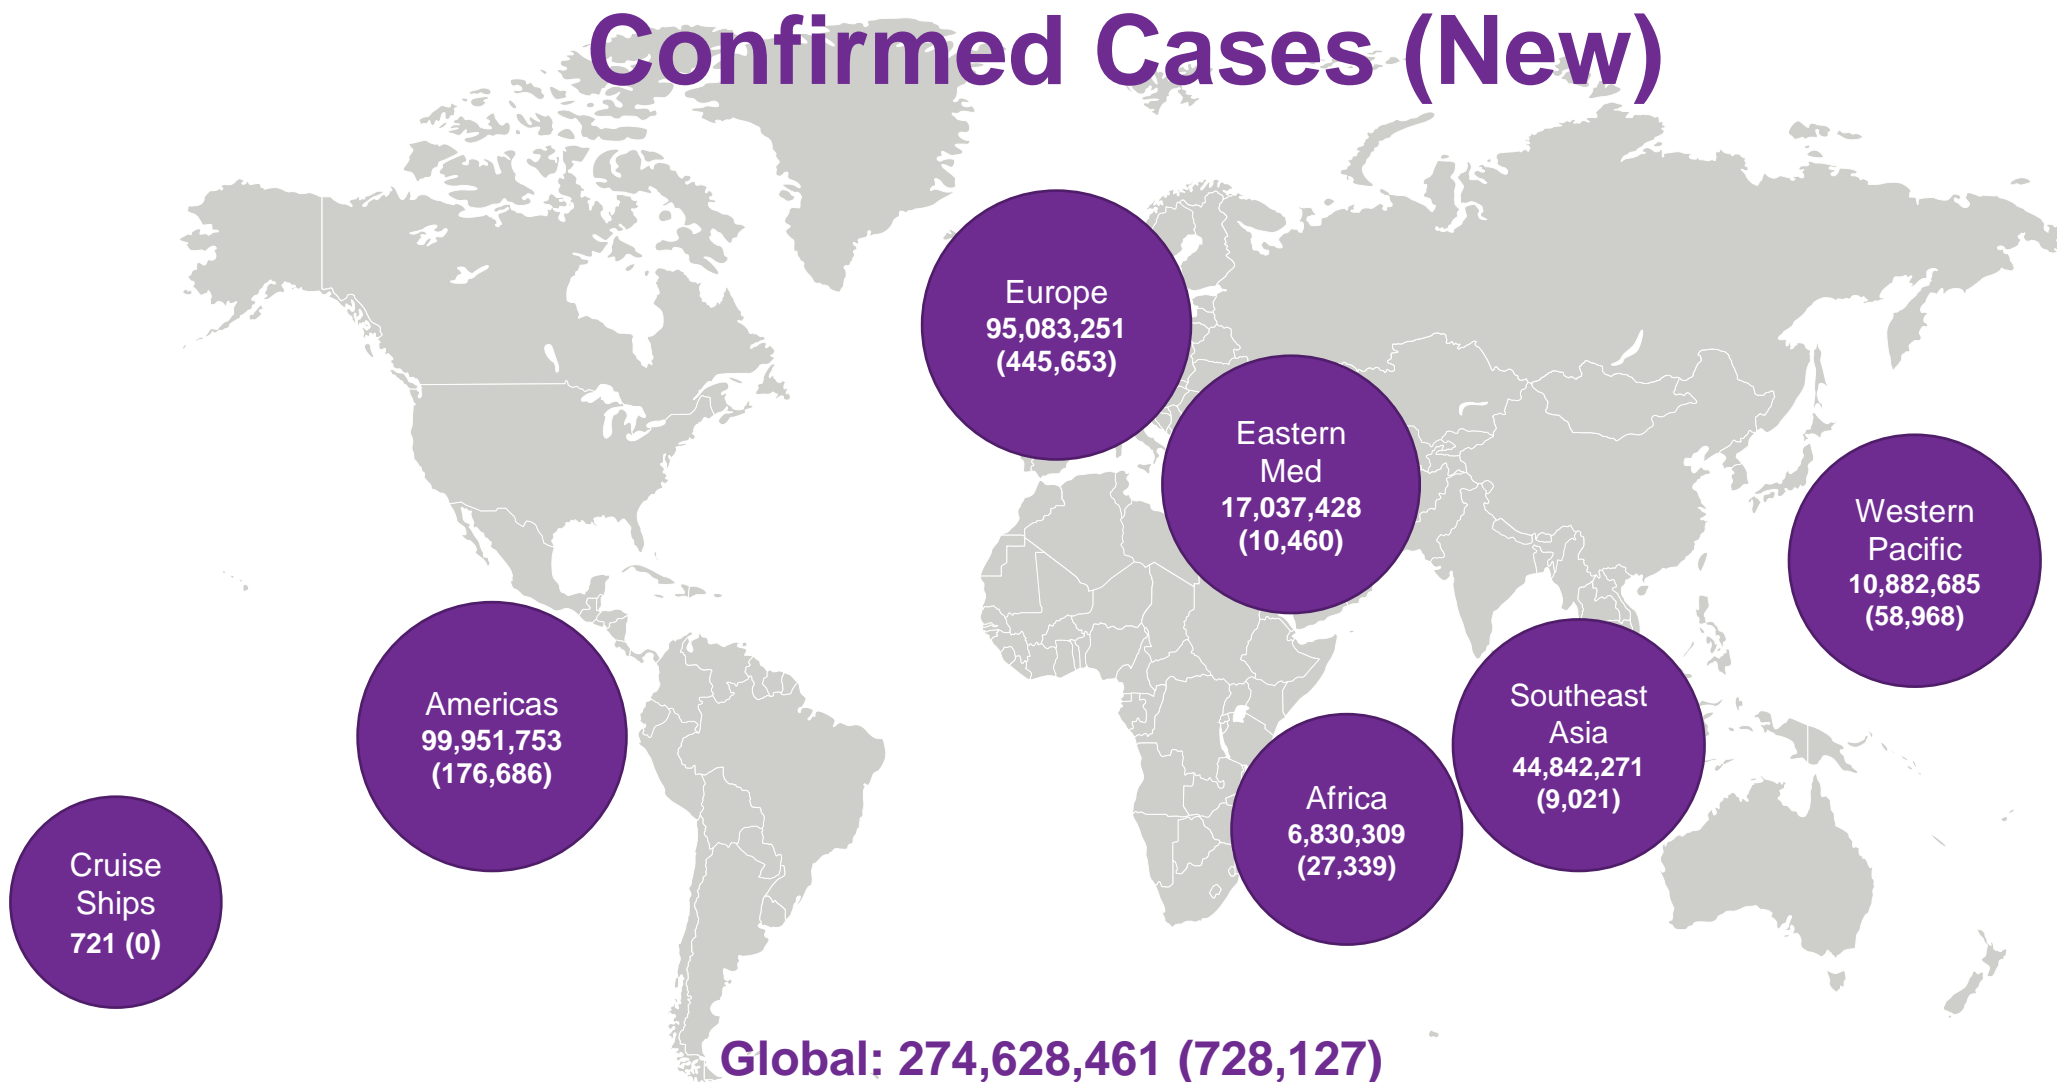 Confirmed Cases (New)
Europe
95,083,251
(445,653)
Eastern
Med
17,037,428
(10,460)
Western
Pacific
10,882,685
(58,968)
Americas
99,951,753
(176,686)
Southeast
Asia
44,842,271
(9,021)
Africa
6,830,309
(27,339)
Cruise
Ships
721 (0)
Global: 274,628,461 (728,127)